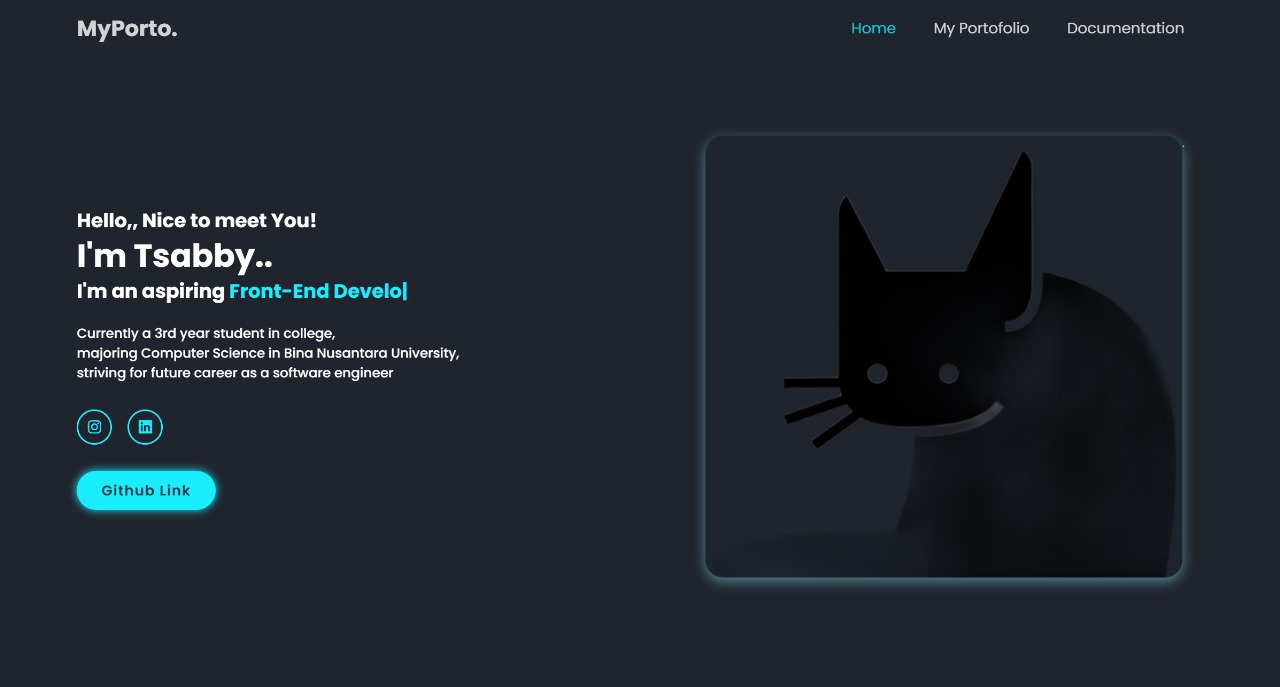 MyPorto.
Home My Portofolio Documentation
Hello,, Nice to meet You!
I'm Tsabby..
I'm an aspiring Front-End Develo|
Currently a 3rd year student in college,
majoring Computer Science in Bina Nusantara University,
striving for future career as a software engineer
in
Github Link